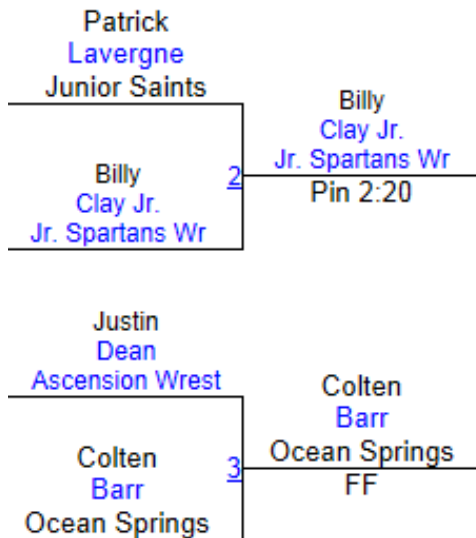 Patrick
Lavergne
Junior Saints
Billy
Clay Jr.
Jr. Spartans Wr
2
Billy
Clay Jr.
Jr. Spartans Wr
Pin 2:20
Justin
Dean
Ascension Wrest
Colten
Barr
Ocean Springs
3
Colten
Barr
Ocean Springs
FF